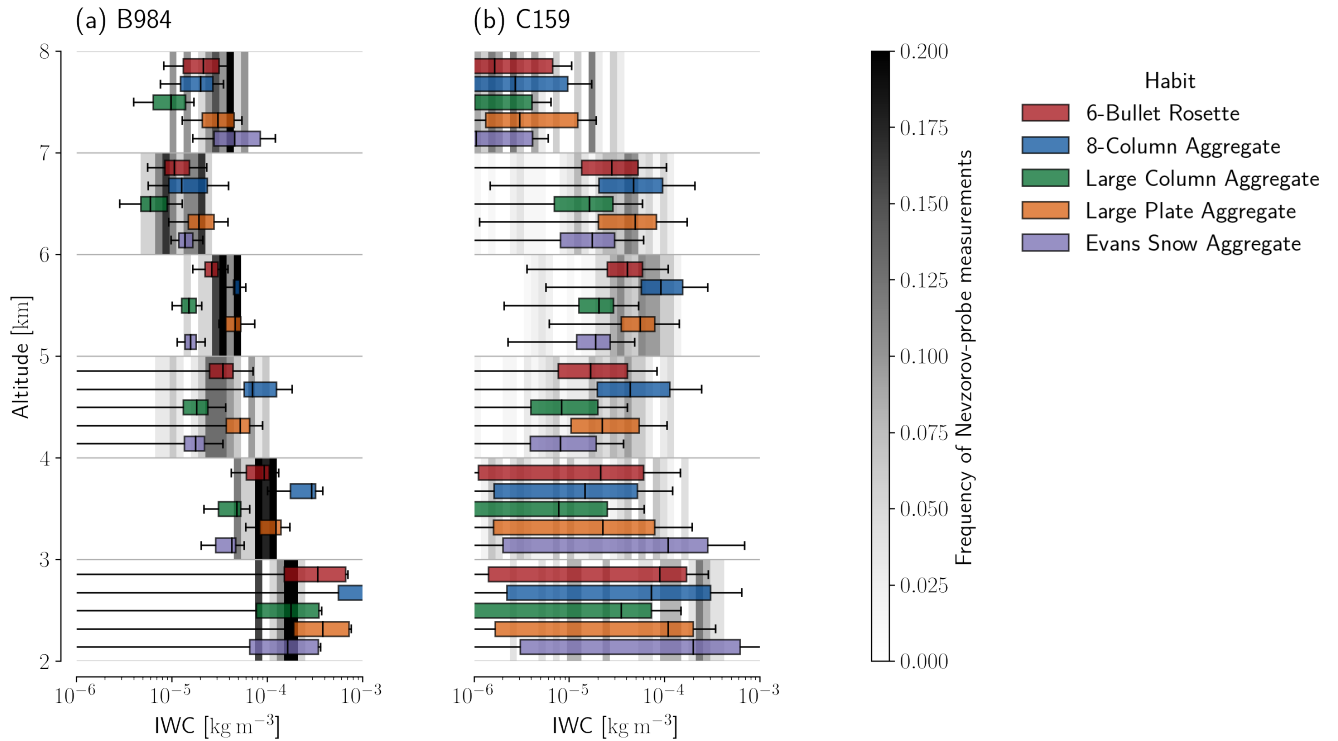 (a) B984
(b) C159
8
7
6
5
4
3
2
Altitude [km]
10−6
10−5
10−4
10−3
IWC [kg m−3]
10−6
10−5
10−4
10−3
IWC [kg m−3]
0.200
0.175
0.150
0.125
0.100
0.075
0.050
0.025
0.000
Frequency of Nevzorov-probe measurements
Habit
6-Bullet Rosette
8-Column Aggregate
Large Column Aggregate
Large Plate Aggregate
Evans Snow Aggregate